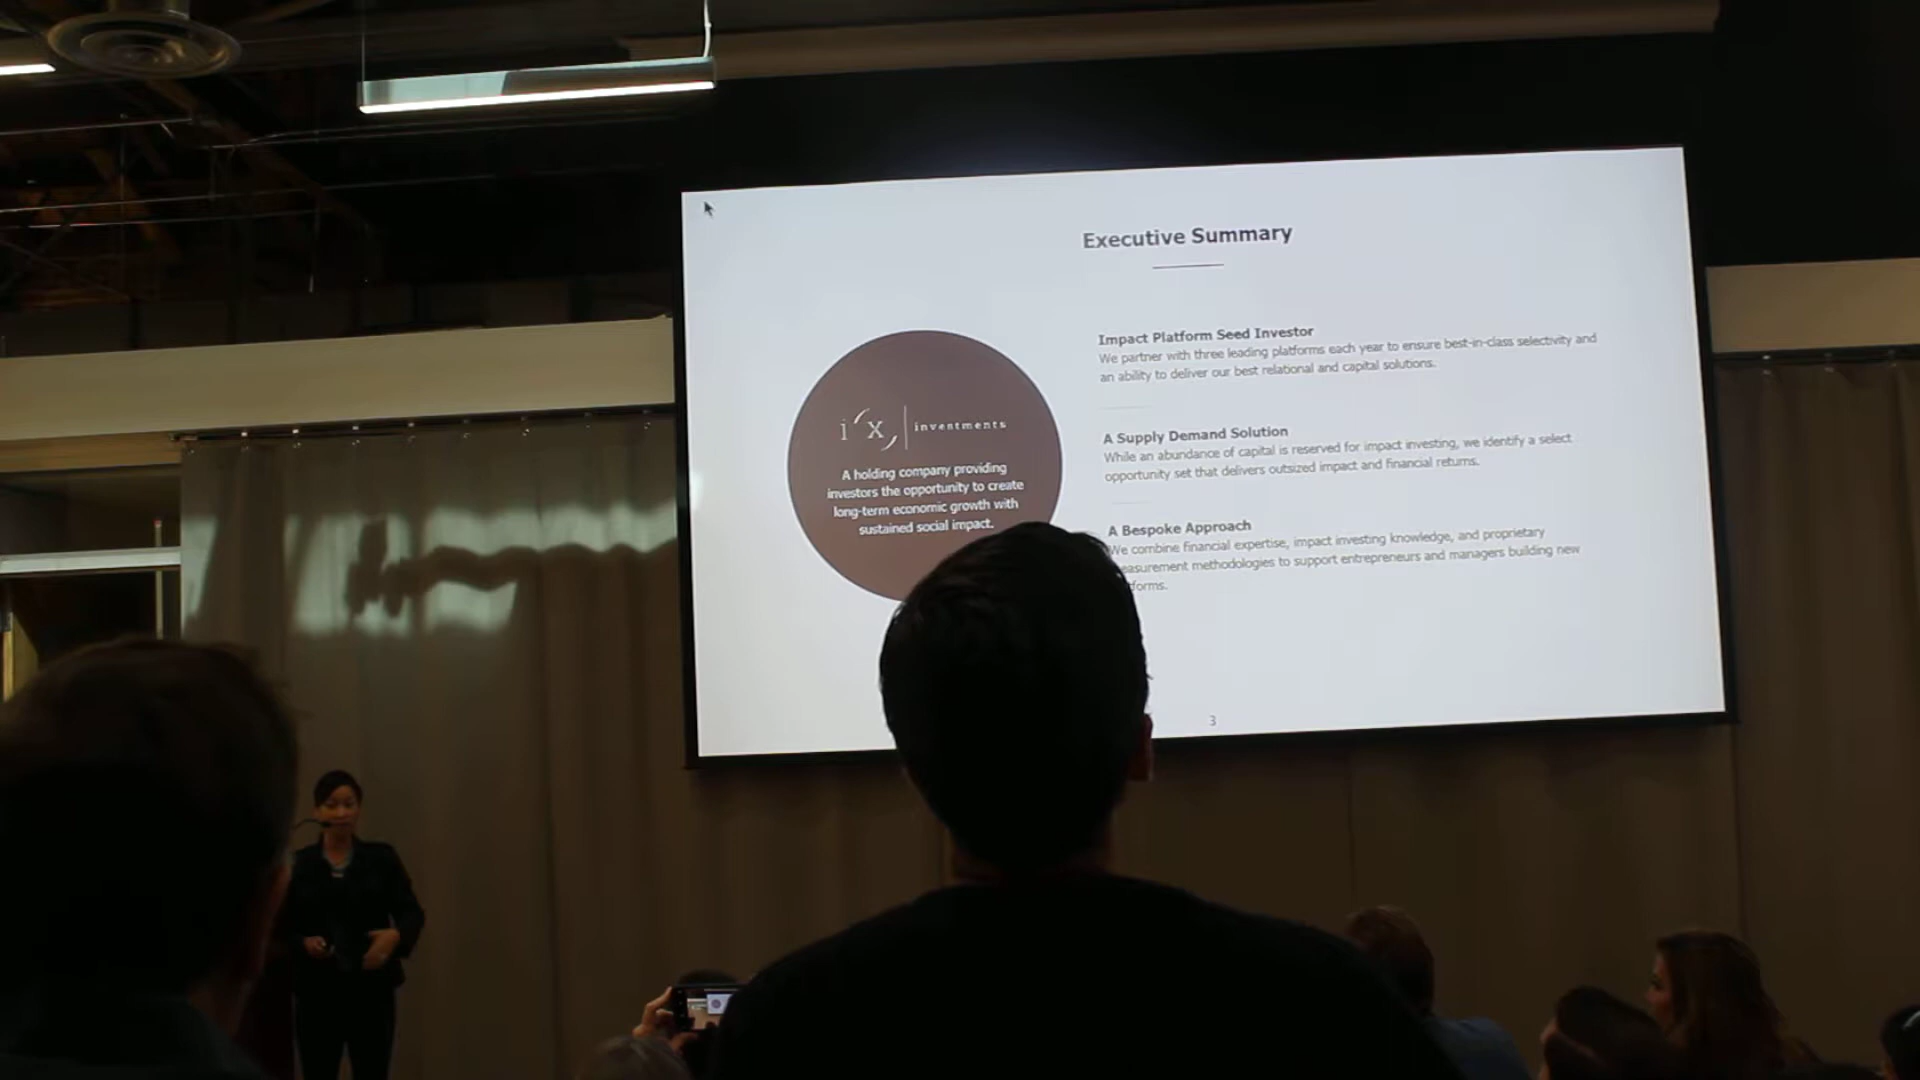 Executive Summary
i x investments
A holding company providing
investors the opportunity to create
long-term economic growth with
sustained social impact.
Impact Platform Seed Investor
We partner with three leading platforms each year to ensure best-in-class selectivity and
an ability to deliver our best relational and capital solutions.
A Supply Demand Solution
While an abundance of capital is reserved for impact investing, we identify a select
opportunity set that delivers outsized impact and financial returns.
A Bespoke Approach
We combine financial expertise, impact investing knowledge, and proprietary
easurement methodologies to support entrepreneurs and managers building new
forms.
3